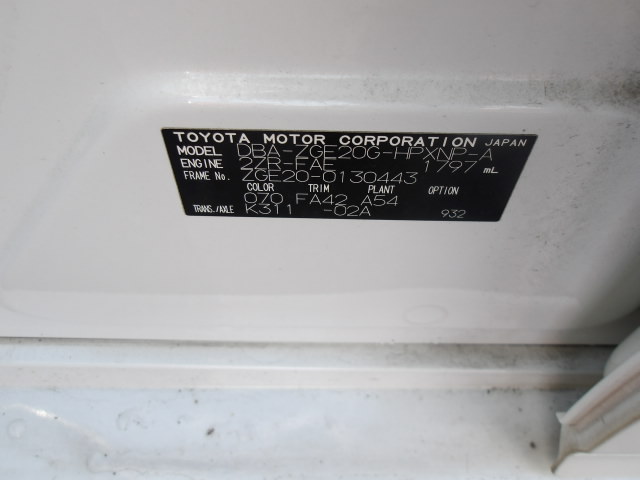 TOYOTA MOTOR CORPORATION JAPAN
MODEL DBA-ZGE20G-HPXNP-A
ENGINE 2ZR-FAE 1797 mL
FRAME NO. ZGE20-0130443
COLOR TRIM PLANT OPTION
070 FA42 A54
TRANS./AXLE K311 -02A 932